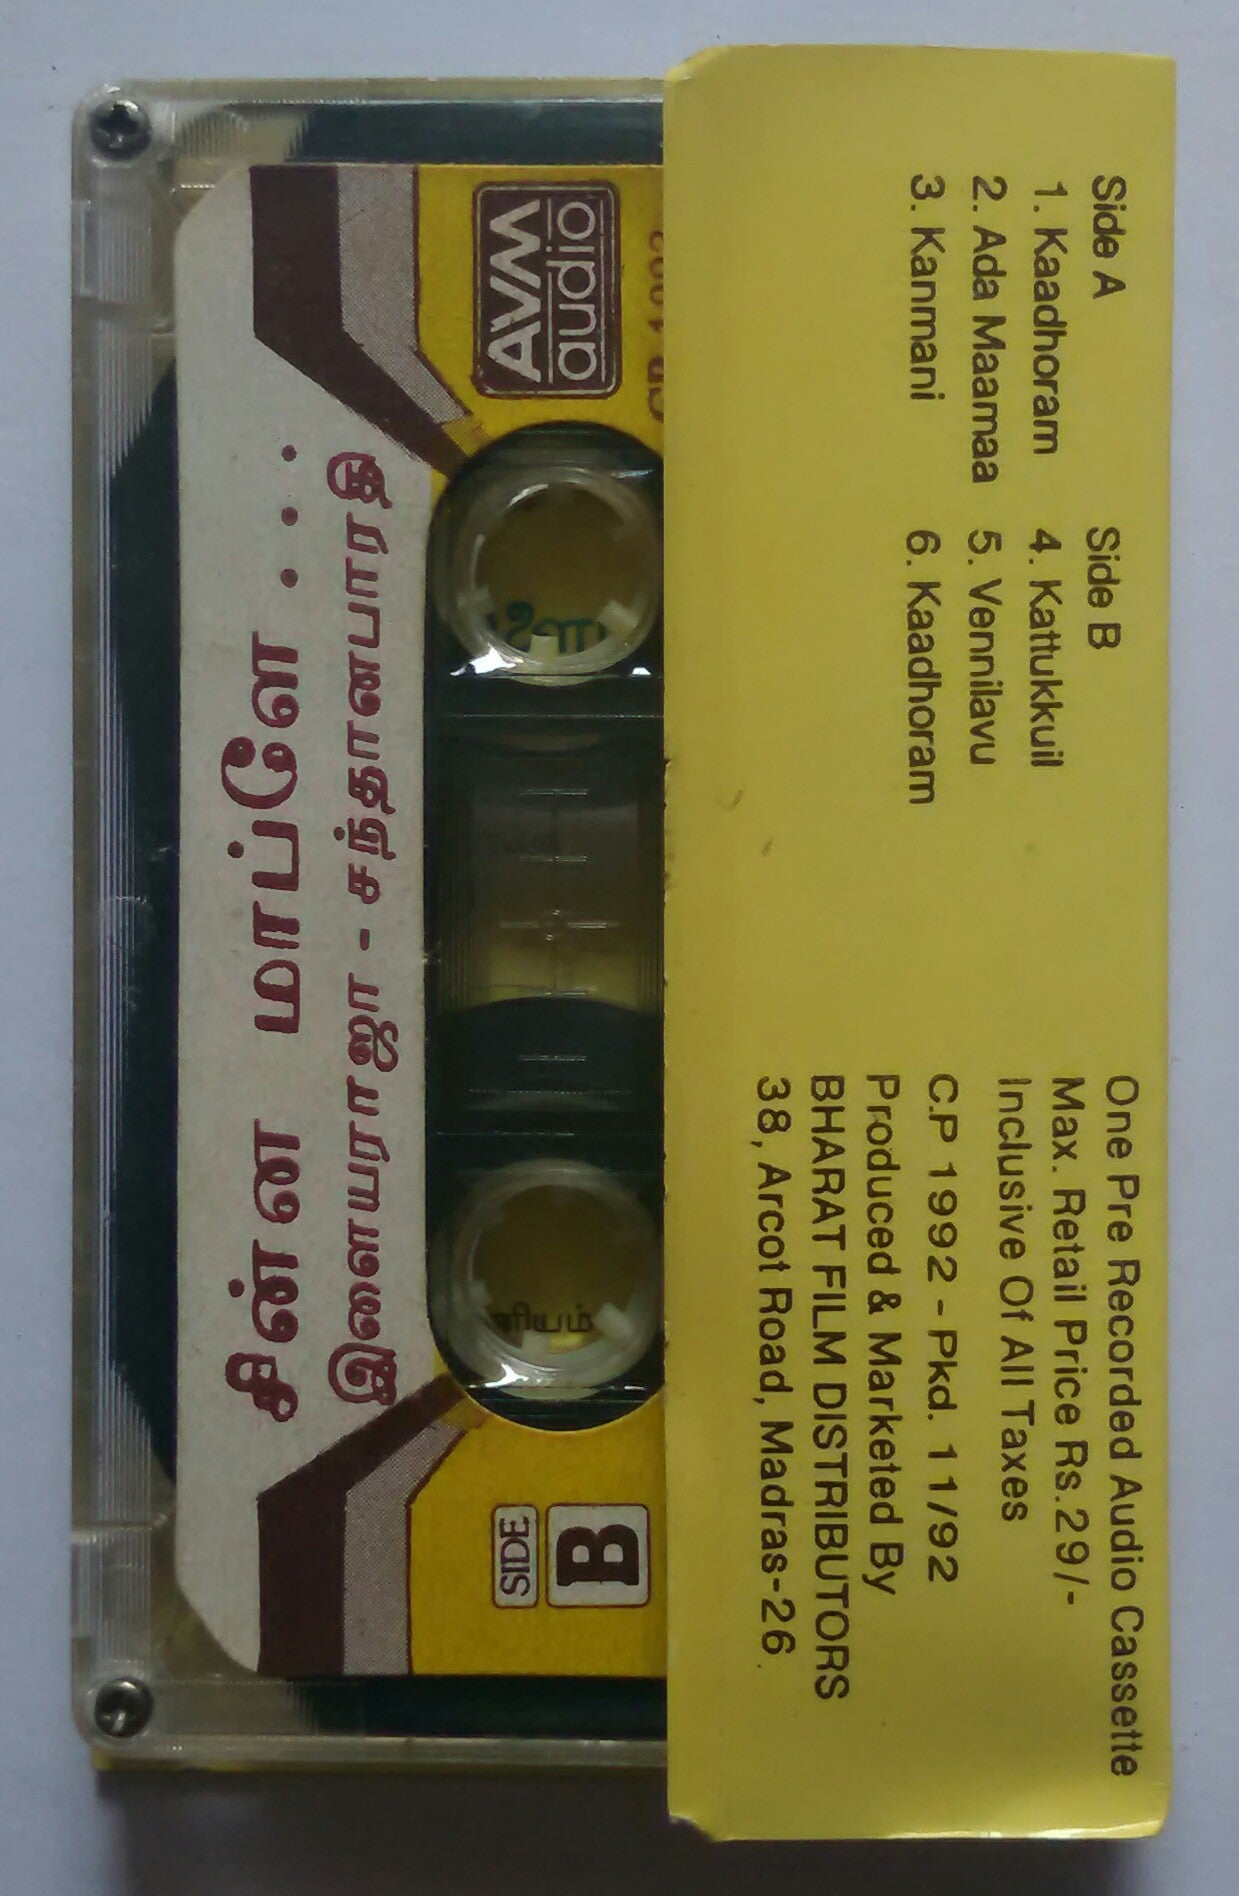 Side A
1. Kaadhoram
2. Ada Maamaa
3. Kanmani
Side B
4. Kattukkuil
5. Vennilavu
6. Kaadhoram
One Pre Recorded Audio Cassette
Max. Retail Price Rs.29/-
Inclusive Of All Taxes
C.P 1992 - Pkd. 11/92
Produced & Marketed By
BHARAT FILM DISTRIBUTORS
38, Arcot Road, Madras-26.
AVM
audio
SIDE
B
சின்ன மாப்ளே . . .
இளையராஜா - சந்தானபாரதி